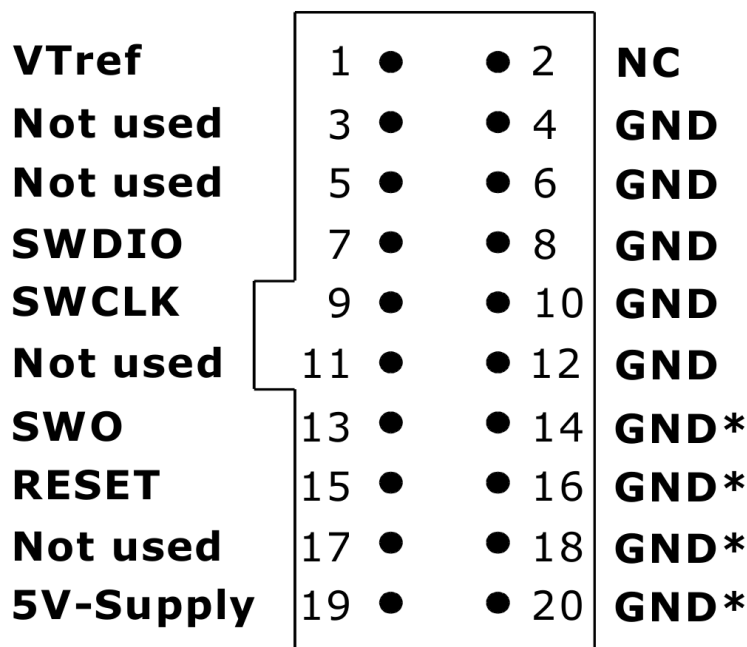 VTref 1 2 NC
Not used 3 4 GND
Not used 5 6 GND
SWDIO 7 8 GND
SWCLK 9 10 GND
Not used 11 12 GND
SWO 13 14 GND*
RESET 15 16 GND*
Not used 17 18 GND*
5V-Supply 19 20 GND*